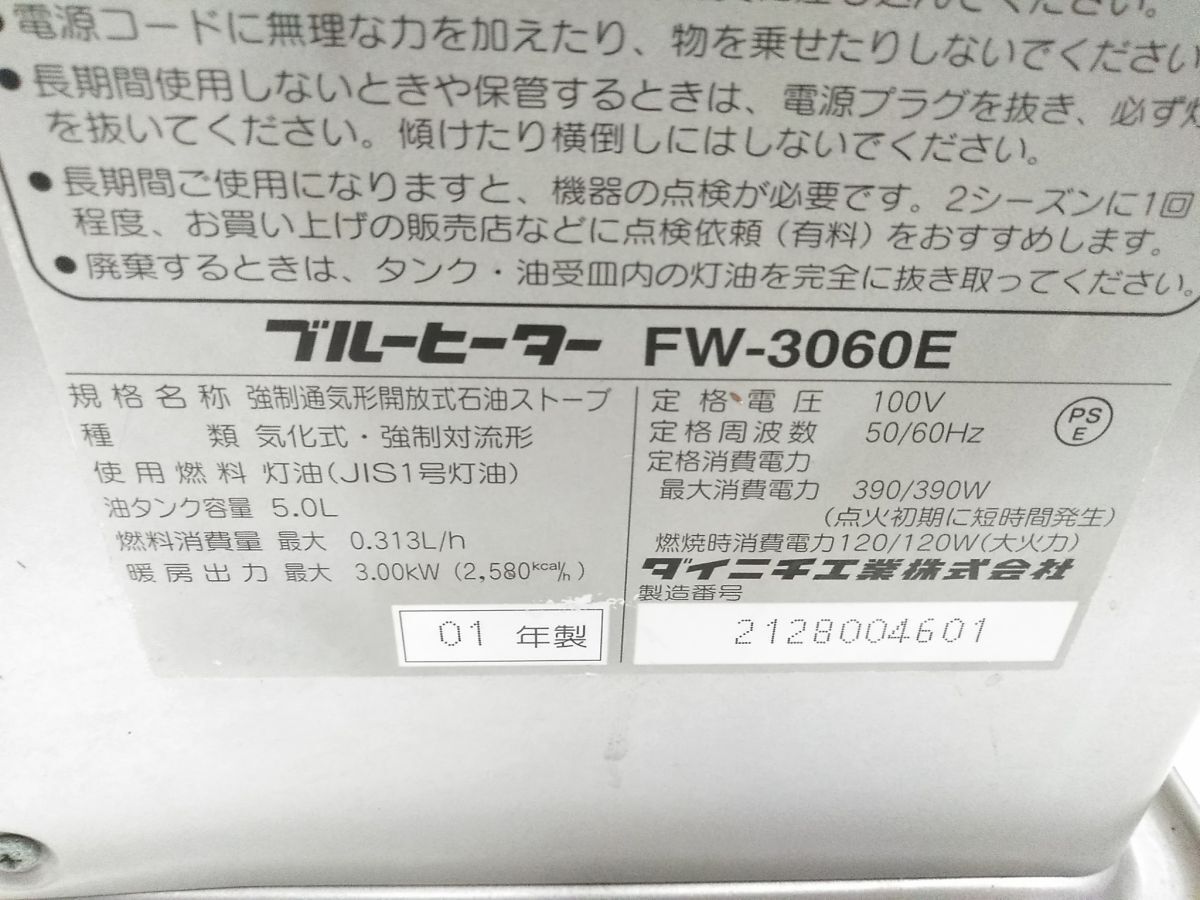 電源コードに無理な力を加えたり、物を乗せたりしないでください
● 長期間使用しないときや保管するときは、電源プラグを抜き、必ず
を抜いてください。傾けたり横倒しにはしないでください。
● 長期間ご使用になりますと、機器の点検が必要です。2シーズンに1回
程度、お買い上げの販売店などに点検依頼(有料)をおすすめします。
● 廃棄するときは、タンク・油受皿内の灯油を完全に抜き取ってください。
ブルーヒーター FW-3060E
規格名称 強制通気形開放式石油ストーブ
種類 気化式・強制対流形
使用燃料 灯油(JIS1号灯油)
油タンク容量 5.0L
燃料消費量 最大 0.313L/h
暖房出力 最大 3.00kW (2,580kcal/h)
01 年製
定格電圧 100V
定格周波数 50/60Hz
PS
E
定格消費電力
最大消費電力 390/390W
(点火初期に短時間発生)
燃焼時消費電力120/120W(大火力)
ダイニチ工業株式会社
製造番号
2128004601